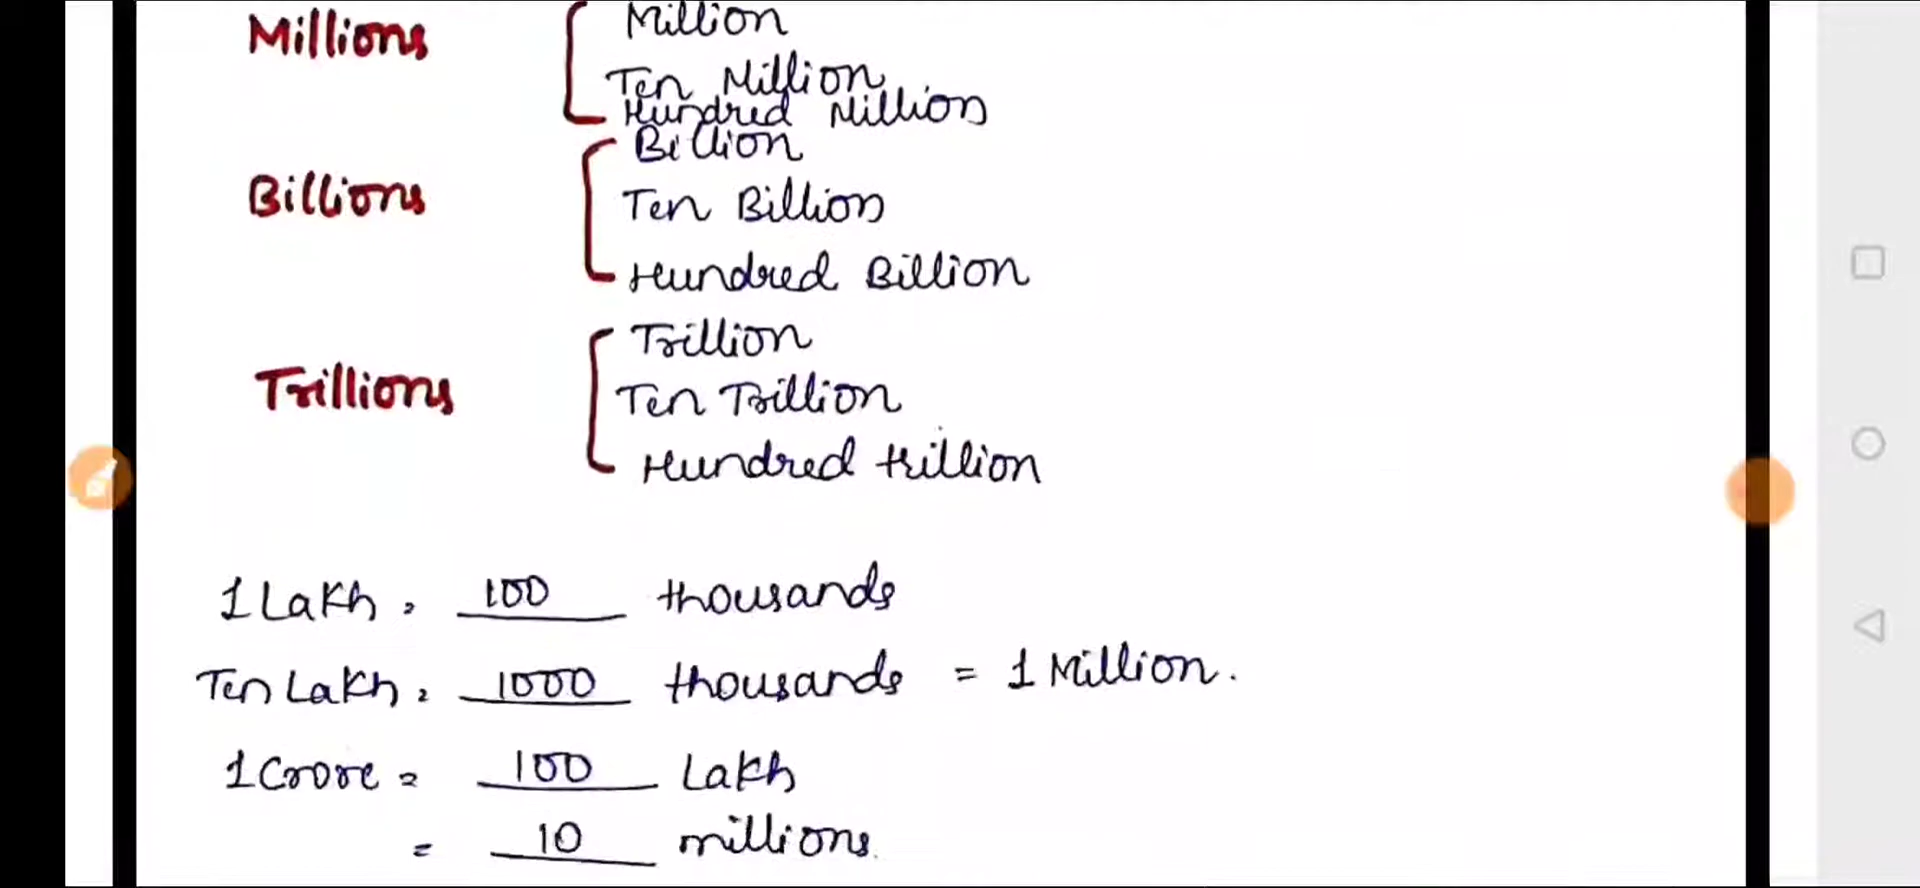 Millions
Million
Ten Million
Hundred Million
Billions
Billion
Ten Billion
Hundred Billion
Trillions
Trillion
Ten Trillion
Hundred trillion
1 Lakh = 100 thousands
Ten Lakh = 1000 thousands = 1 Million.
1 Crore = 100 Lakh
= 10 millions.